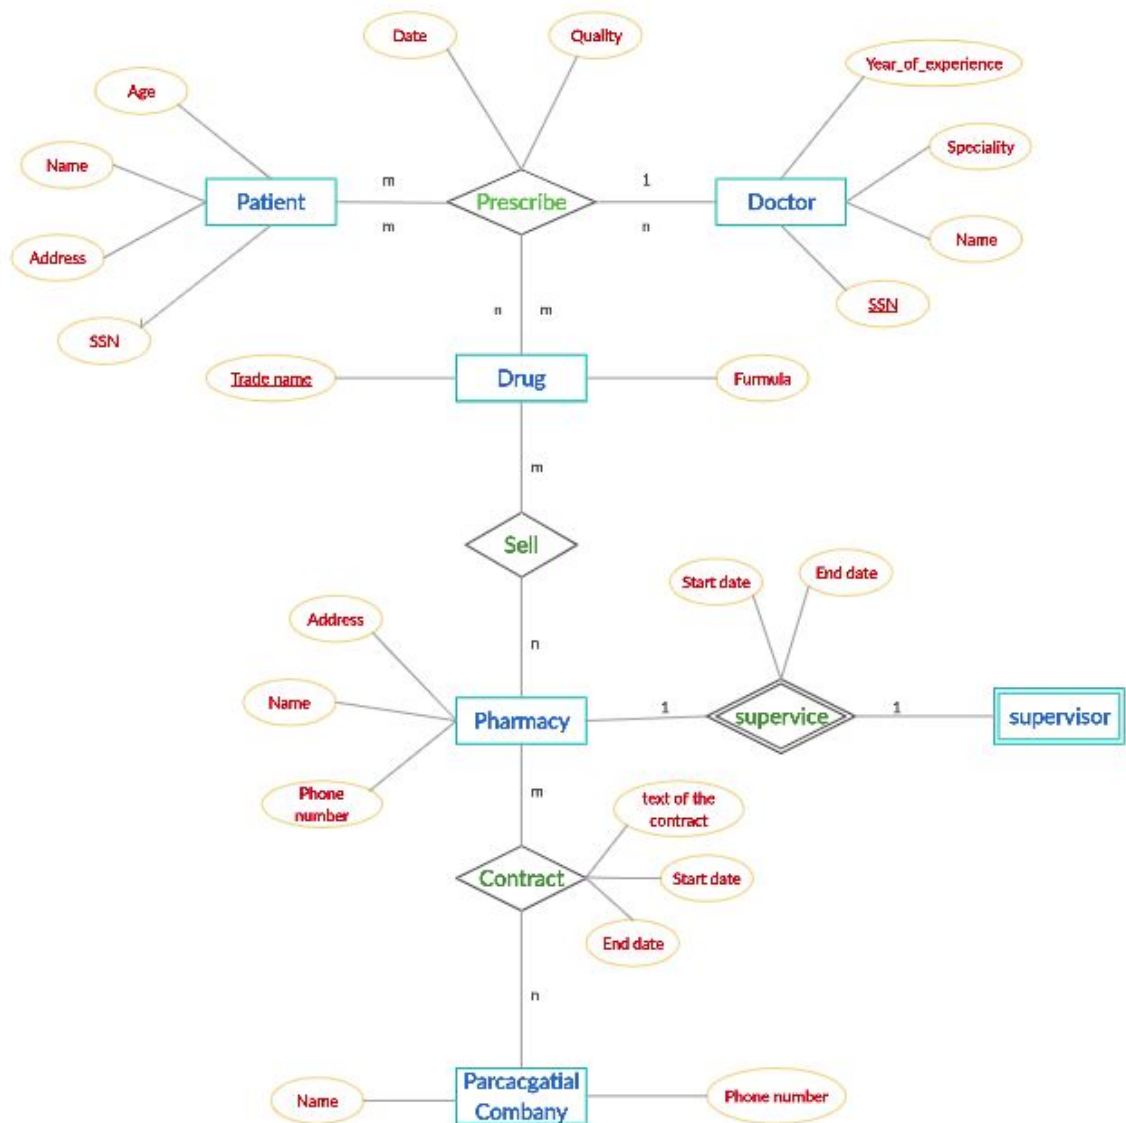 Date
Quality
Year_of_experience
Age
Speciality
Name
m
1
Patient
Prescribe
Doctor
m
n
Name
Address
SSN
SSN
n
m
Trade name
Drug
Furmula
m
Sell
Start date
End date
Address
n
Name
Pharmacy
1
supervice
1
supervisor
Phone
number
m
text of the
contract
Contract
Start date
End date
n
Name
Parcacgatial
Combany
Phone number